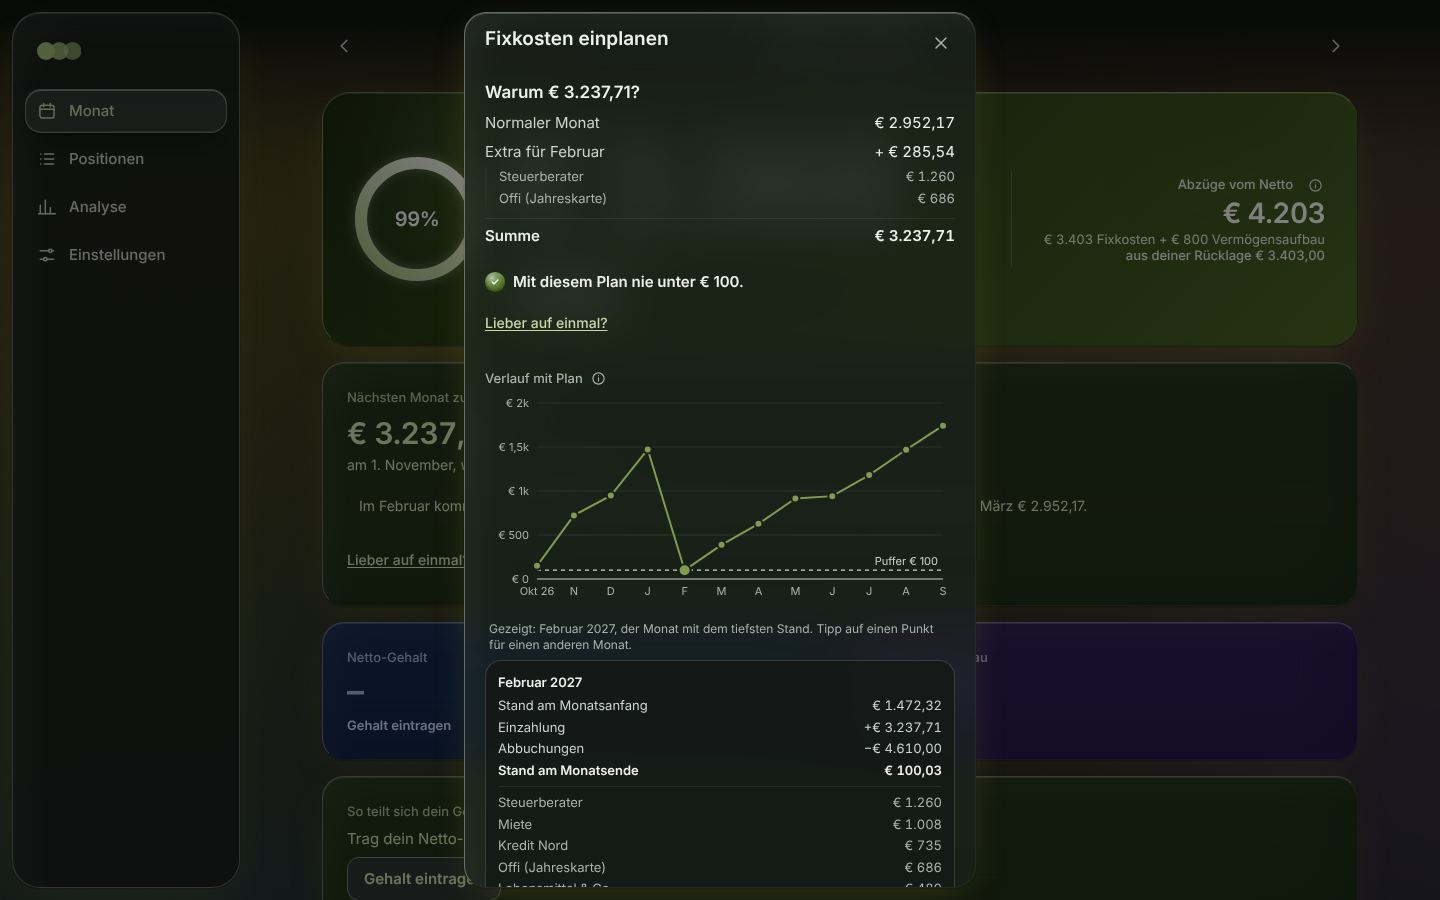 Monat
Positionen
Analyse
Einstellungen
99%
Abzüge vom Netto
€ 4.203
€ 3.403 Fixkosten + € 800 Vermögensaufbau
aus deiner Rücklage € 3.403,00
Nächsten Monat
€ 3.237,
am 1. November,
Im Februar
März € 2.952,17.
Lieber auf einmal?
Netto-Gehalt
–
Gehalt eintragen
So teilt sich dein
Trag dein Netto-
Gehalt
Fixkosten einplanen
Warum € 3.237,71?
Normaler Monat € 2.952,17
Extra für Februar + € 285,54
Steuerberater € 1.260
Offi (Jahreskarte) € 686
Summe € 3.237,71
Mit diesem Plan nie unter € 100.
Lieber auf einmal?
Verlauf mit Plan
€ 2k
€ 1,5k
€ 1k
€ 500
€ 0
Puffer € 100
Okt 26 N D J F M A M J J A S
Gezeigt: Februar 2027, der Monat mit dem tiefsten Stand. Tipp auf einen Punkt
für einen anderen Monat.
Februar 2027
Stand am Monatsanfang € 1.472,32
Einzahlung +€ 3.237,71
Abbuchungen −€ 4.610,00
Stand am Monatsende € 100,03
Steuerberater € 1.260
Miete € 1.008
Kredit Nord € 735
Offi (Jahreskarte) € 686